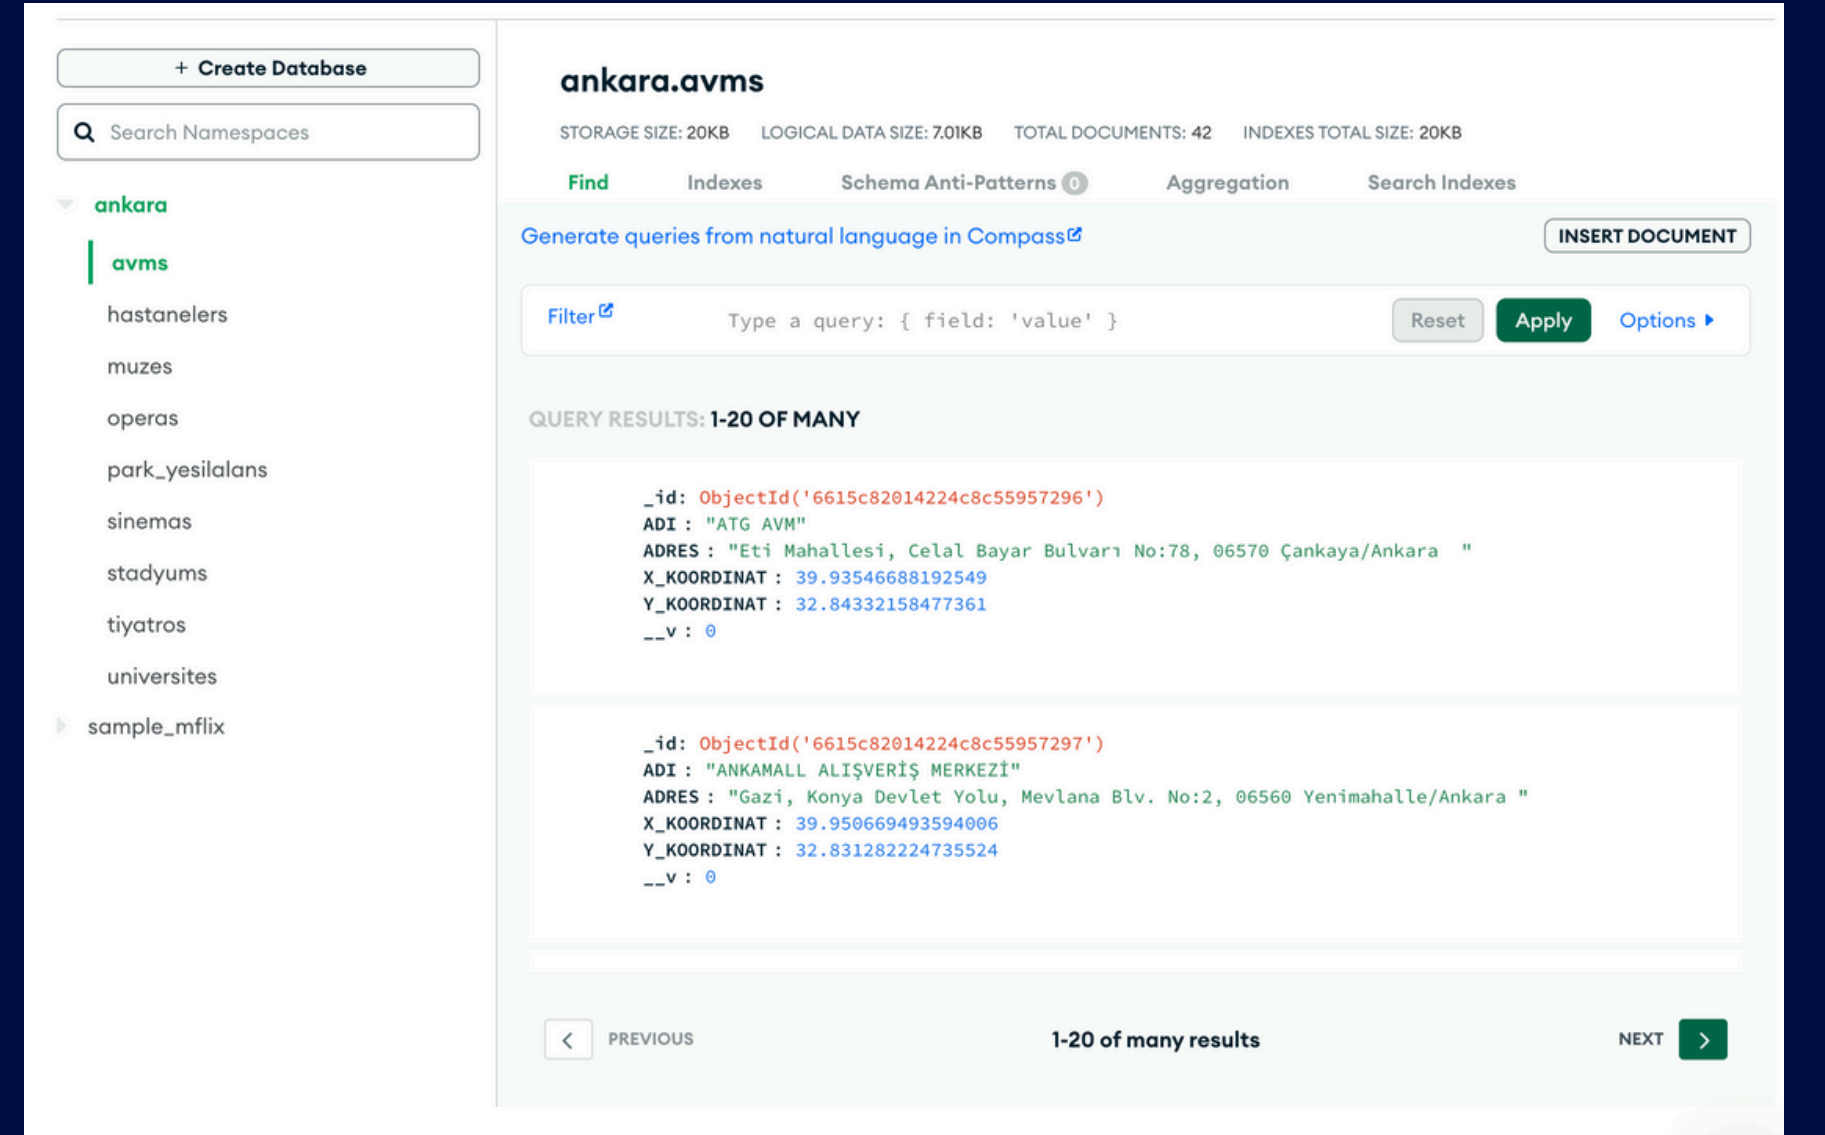 + Create Database
Search Namespaces
ankara
avms
hastanelers
muzes
operas
park_yesilalans
sinemas
stadyums
tiyatros
universites
sample_mflix
ankara.avms
STORAGE SIZE: 20KB LOGICAL DATA SIZE: 7.01KB TOTAL DOCUMENTS: 42 INDEXES TOTAL SIZE: 20KB
Find Indexes Schema Anti-Patterns 0 Aggregation Search Indexes
Generate queries from natural language in Compass
INSERT DOCUMENT
Filter Type a query: { field: 'value' } Reset Apply Options
QUERY RESULTS: 1-20 OF MANY
_id: ObjectId('6615c82014224c8c55957296')
ADI : "ATG AVM"
ADRES : "Eti Mahallesi, Celal Bayar Bulvarı No:78, 06570 Çankaya/Ankara  "
X_KOORDINAT : 39.93546688192549
Y_KOORDINAT : 32.84332158477361
__v : 0
_id: ObjectId('6615c82014224c8c55957297')
ADI : "ANKAMALL ALIŞVERİŞ MERKEZİ"
ADRES : "Gazi, Konya Devlet Yolu, Mevlana Blv. No:2, 06560 Yenimahalle/Ankara "
X_KOORDINAT : 39.950669493594006
Y_KOORDINAT : 32.831282224735524
__v : 0
PREVIOUS 1-20 of many results NEXT